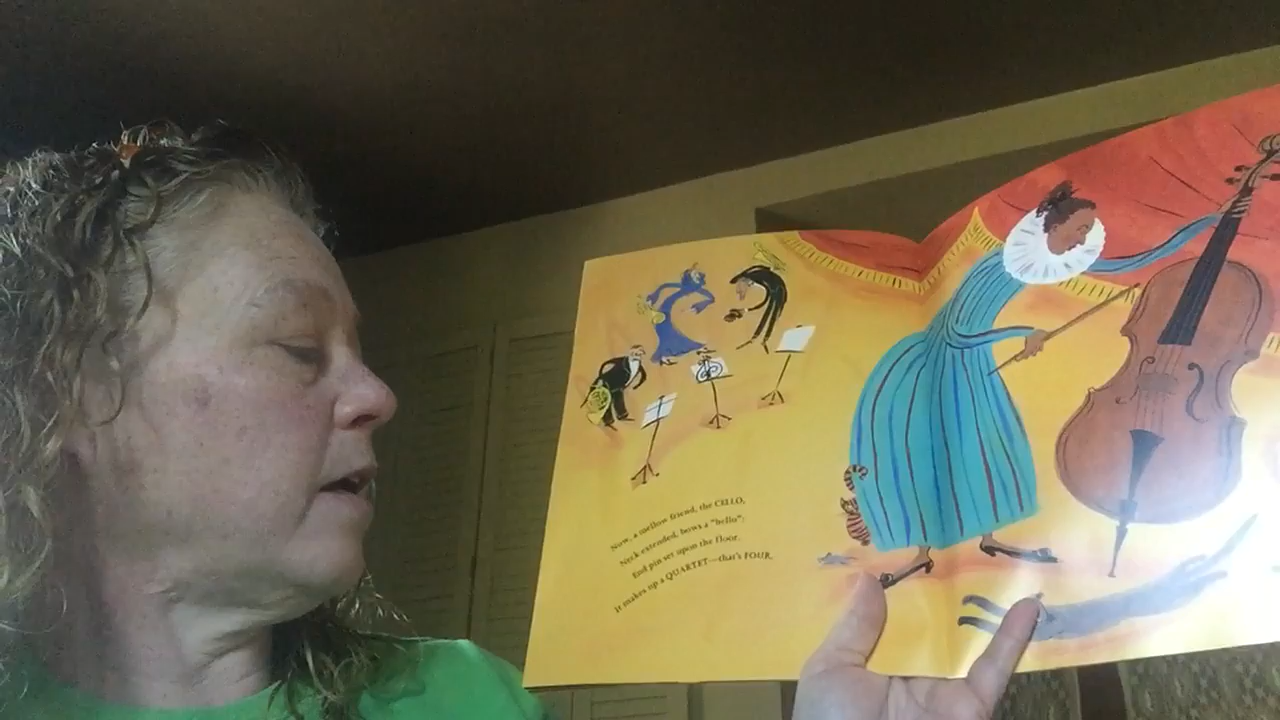 Now, a mellow friend, the CELLO,
Neck extended, bows a "hello";
End pin set upon the floor.
It makes up a QUARTET—that's FOUR.